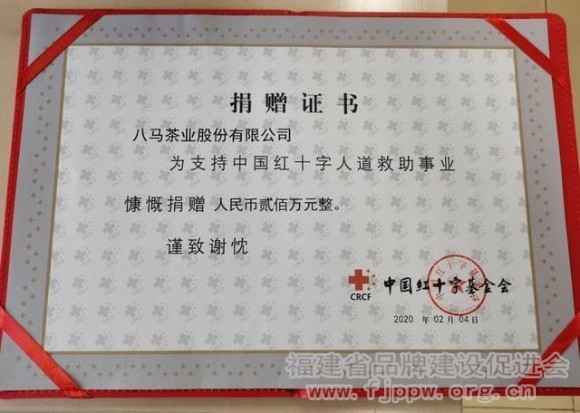 捐赠证书
八马茶业股份有限公司
为支持中国红十字人道救助事业
慷慨捐赠 人民币贰佰万元整。
谨致谢忱
CRCF 中国红十字基金会
2020 年 02 月 04 日
福建省品牌建设促进会
www.fjppw.org.cn